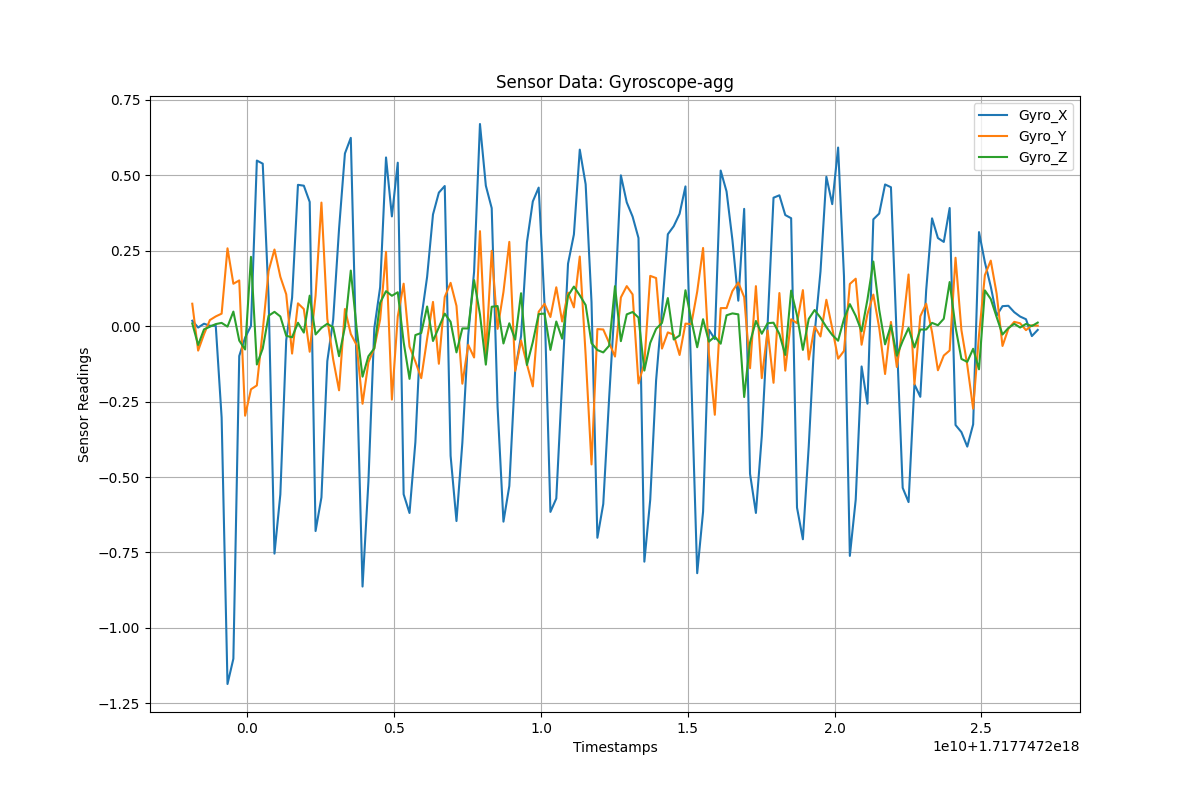 Sensor Data: Gyroscope-agg
Gyro_X
Gyro_Y
Gyro_Z
Sensor Readings
0.75
0.50
0.25
0.00
−0.25
−0.50
−0.75
−1.00
−1.25
0.0 0.5 1.0 1.5 2.0 2.5
Timestamps
1e10+1.7177472e18